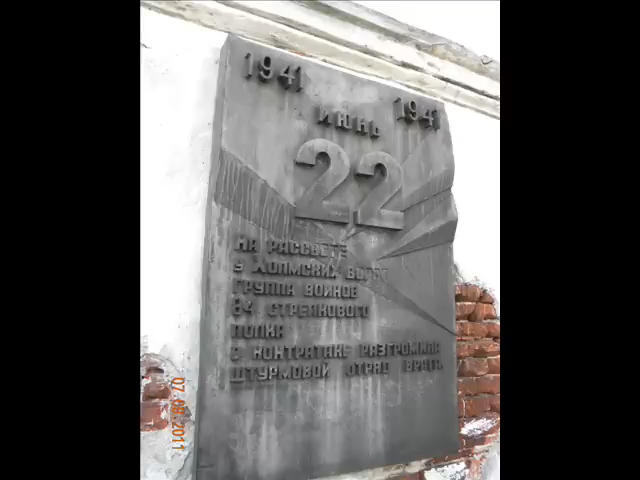 1941 1941
ИЮНЬ
22
НА РАССВЕТЕ
У ХОЛМСКИХ ВОРОТ
ГРУППА ВОИНОВ
84 СТРЕЛКОВОГО
ПОЛКА
В КОНТРАТАКЕ РАЗГРОМИЛА
ШТУРМОВОЙ ОТРЯД ВРАГА
07.08.2011